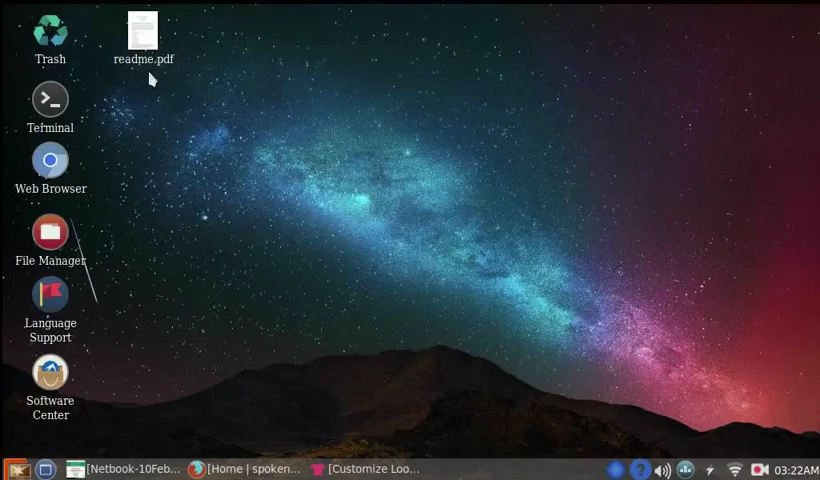 Trash
readme.pdf
Terminal
Web Browser
File Manager
Language
Support
Software
Center
[Netbook-10Feb...
[Home | spoken...
[Customize Loo...
03:22AM